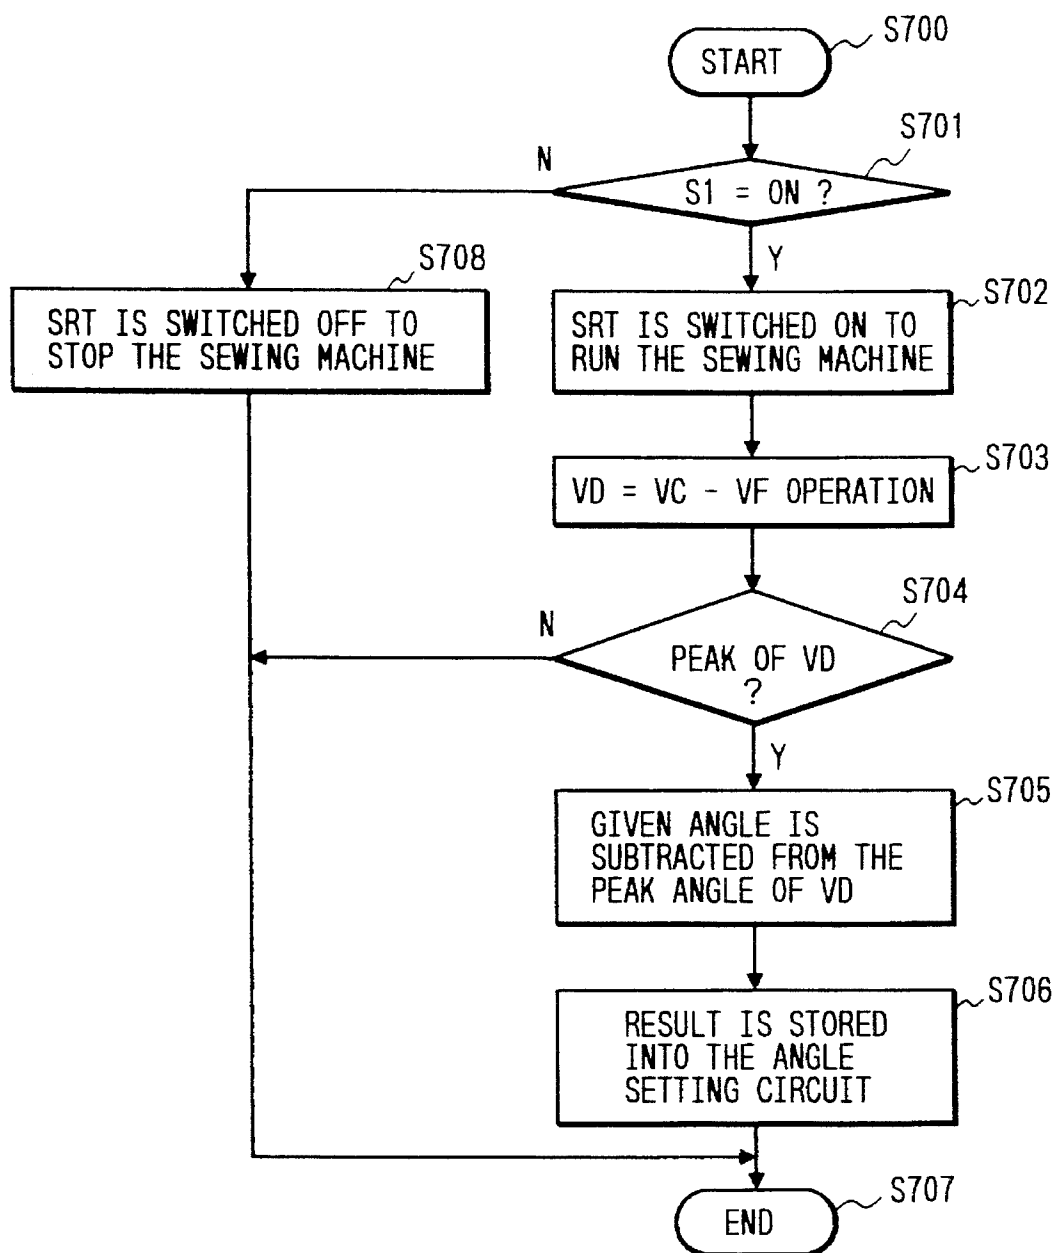 S700
START
S701
N
S1 = ON ?
Y
S708
SRT IS SWITCHED OFF TO
STOP THE SEWING MACHINE
S702
SRT IS SWITCHED ON TO
RUN THE SEWING MACHINE
S703
VD = VC - VF OPERATION
S704
N
PEAK OF VD
?
Y
S705
GIVEN ANGLE IS
SUBTRACTED FROM THE
PEAK ANGLE OF VD
S706
RESULT IS STORED
INTO THE ANGLE
SETTING CIRCUIT
S707
END